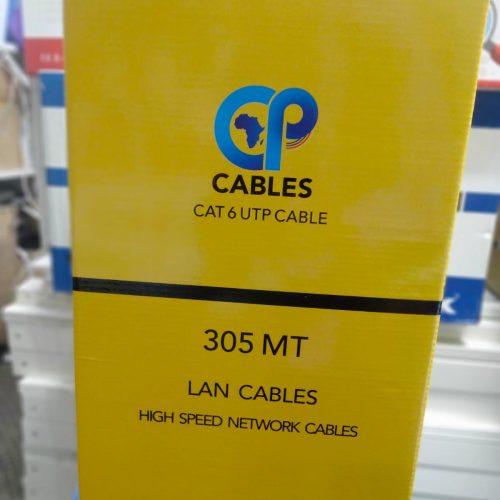 CP
CABLES
CAT 6 UTP CABLE
305 MT
LAN CABLES
HIGH SPEED NETWORK CABLES